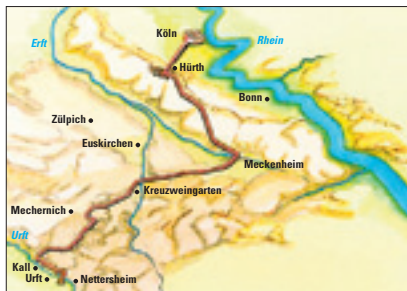 Erft
Köln
Rhein
Hürth
Bonn
Zülpich
Euskirchen
Meckenheim
Kreuzweingarten
Mechernich
Urft
Kall
Urft
Nettersheim